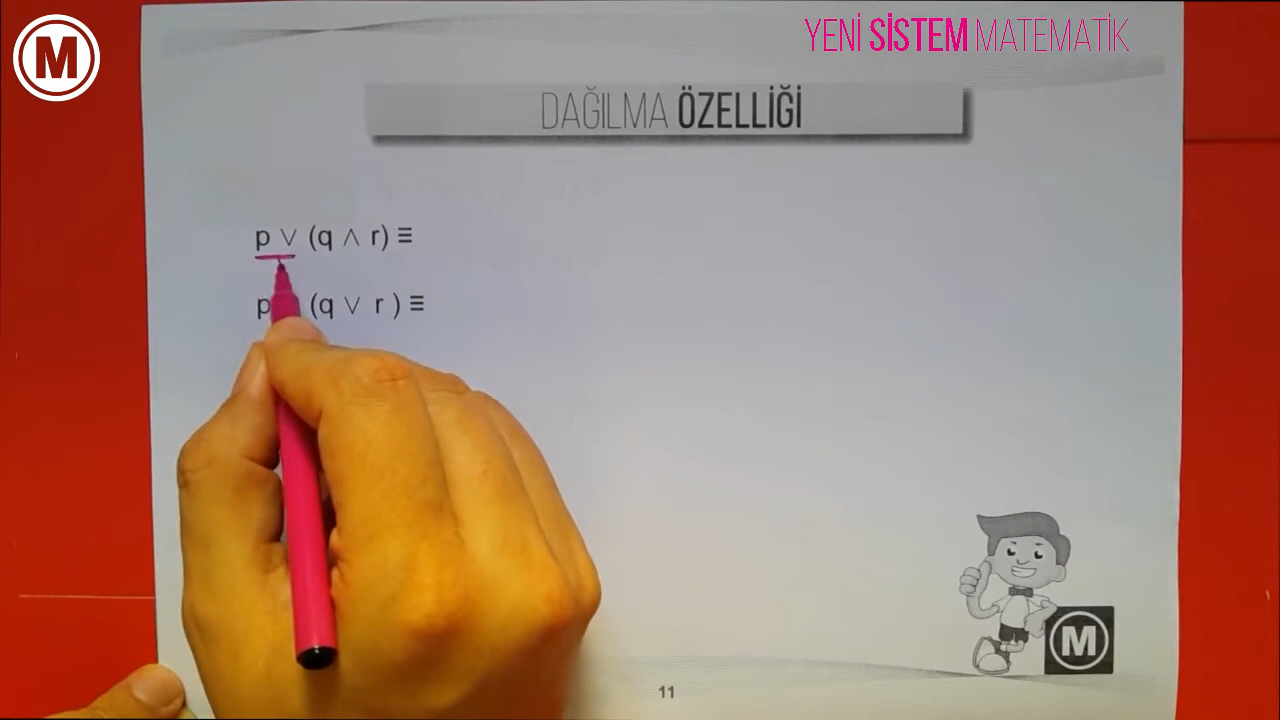 M
YENİ SİSTEM MATEMATİK
DAĞILMA ÖZELLİĞİ
p ∨ (q ∧ r) ≡
p (q ∨ r ) ≡
M
11